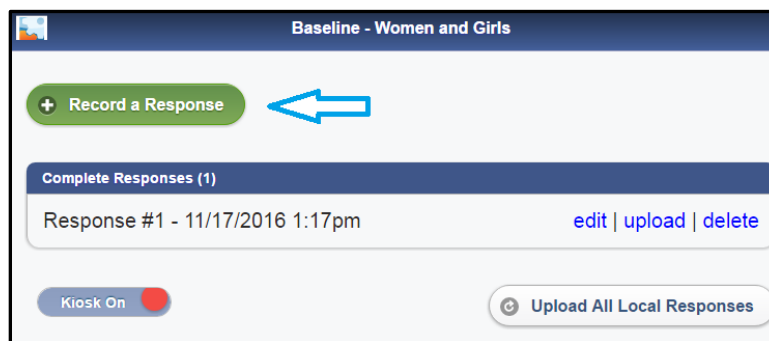 Baseline - Women and Girls
Record a Response
Complete Responses (1)
Response #1 - 11/17/2016 1:17pm edit | upload | delete
Kiosk On
Upload All Local Responses